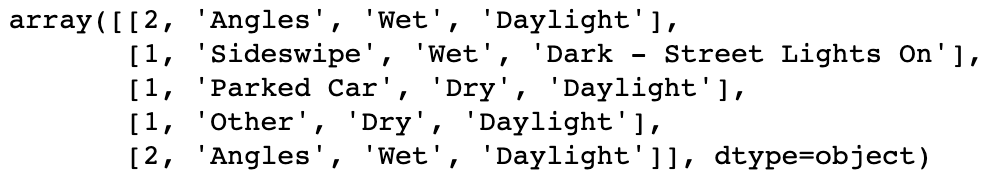 array([[2, 'Angles', 'Wet', 'Daylight'],
[1, 'Sideswipe', 'Wet', 'Dark – Street Lights On'],
[1, 'Parked Car', 'Dry', 'Daylight'],
[1, 'Other', 'Dry', 'Daylight'],
[2, 'Angles', 'Wet', 'Daylight']], dtype=object)